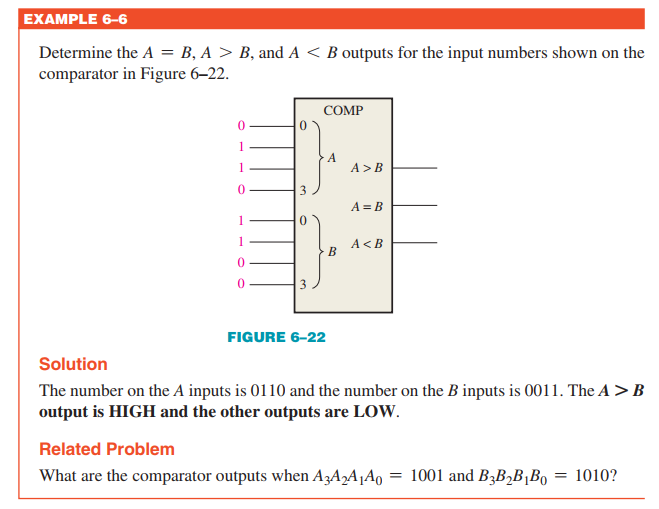 EXAMPLE 6–6
Determine the A = B, A > B, and A < B outputs for the input numbers shown on the
comparator in Figure 6–22.
COMP
0
0
1
1
A
A > B
0
3
A = B
1
0
1
A < B
B
0
0
3
FIGURE 6–22
Solution
The number on the A inputs is 0110 and the number on the B inputs is 0011. The A > B
output is HIGH and the other outputs are LOW.
Related Problem
What are the comparator outputs when A₃A₂A₁A₀ = 1001 and B₃B₂B₁B₀ = 1010?